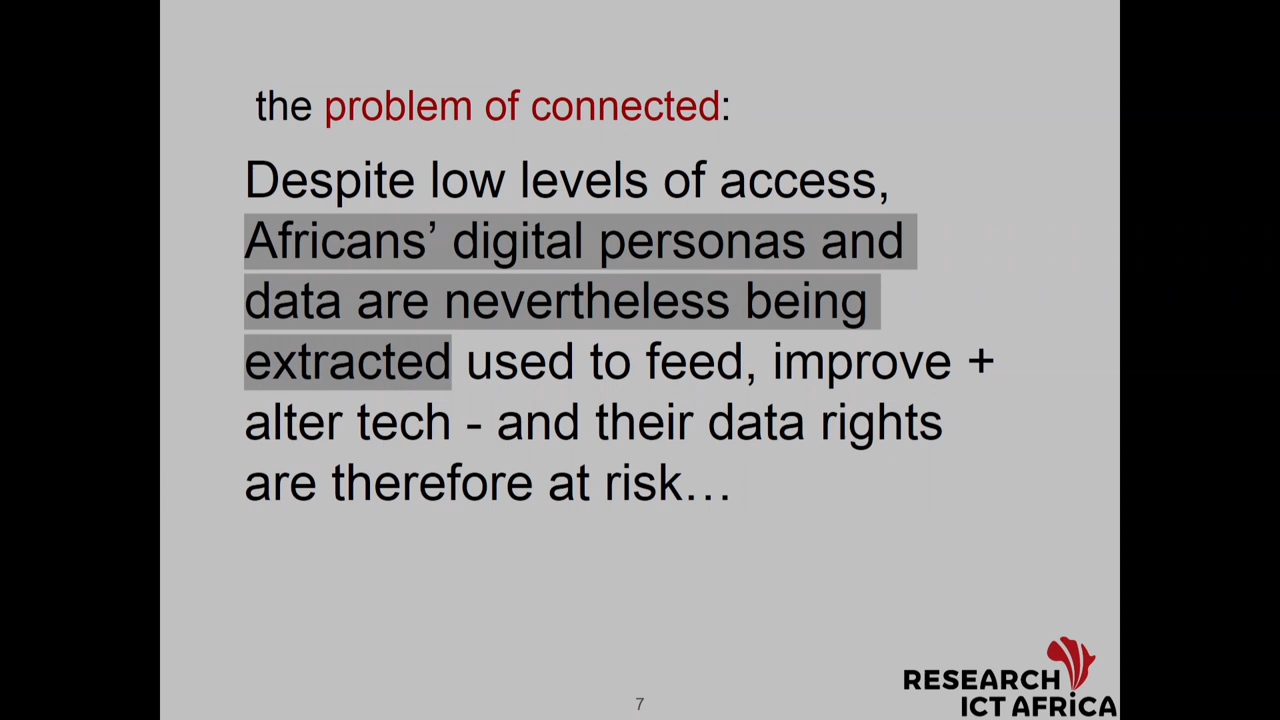 the problem of connected:
Despite low levels of access,
Africans’ digital personas and
data are nevertheless being
extracted used to feed, improve +
alter tech - and their data rights
are therefore at risk…
7
RESEARCH
ICT AFRiCA